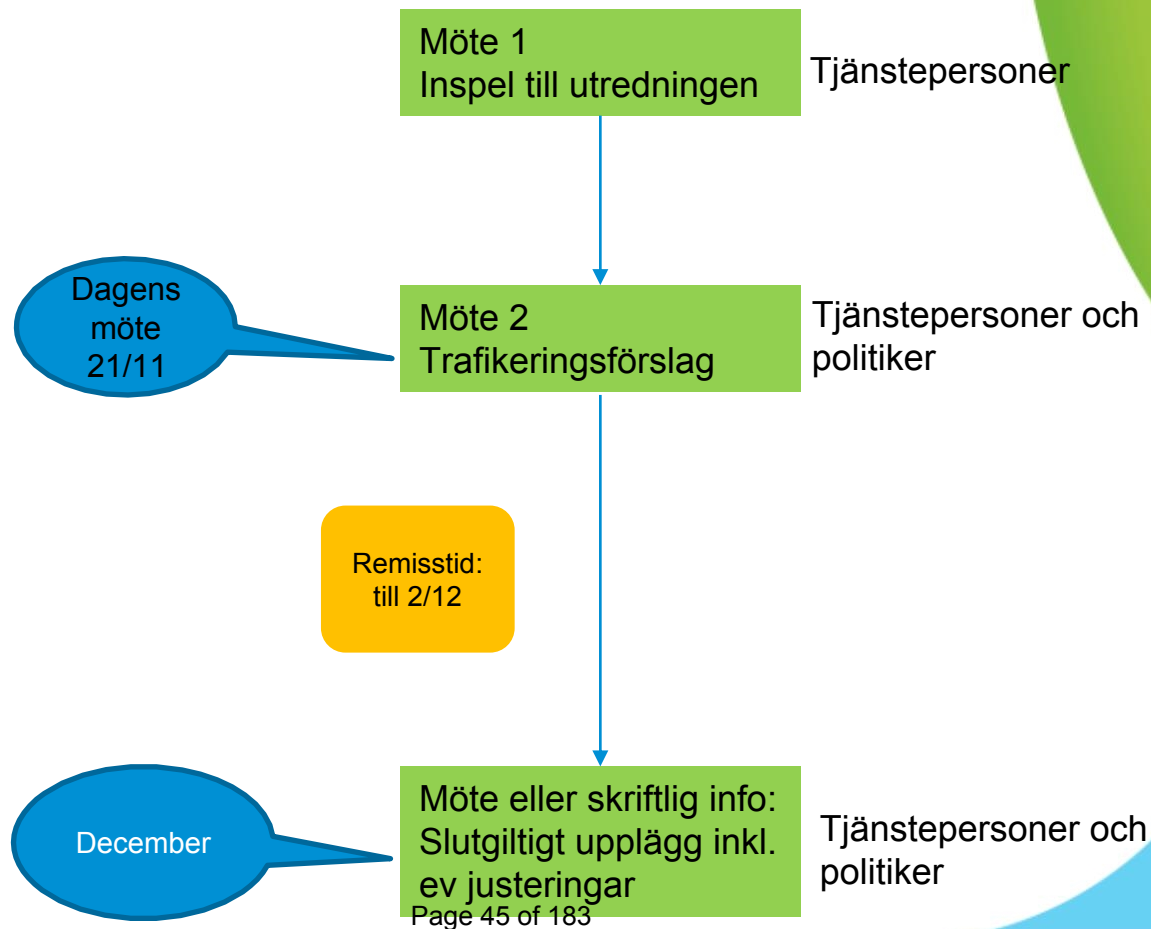 Möte 1
Inspel till utredningen
Tjänstepersoner
Dagens
möte
21/11
Möte 2
Trafikeringsförslag
Tjänstepersoner och
politiker
Remisstid:
till 2/12
December
Möte eller skriftlig info:
Slutgiltigt upplägg inkl.
ev justeringar
Tjänstepersoner och
politiker
Page 45 of 183